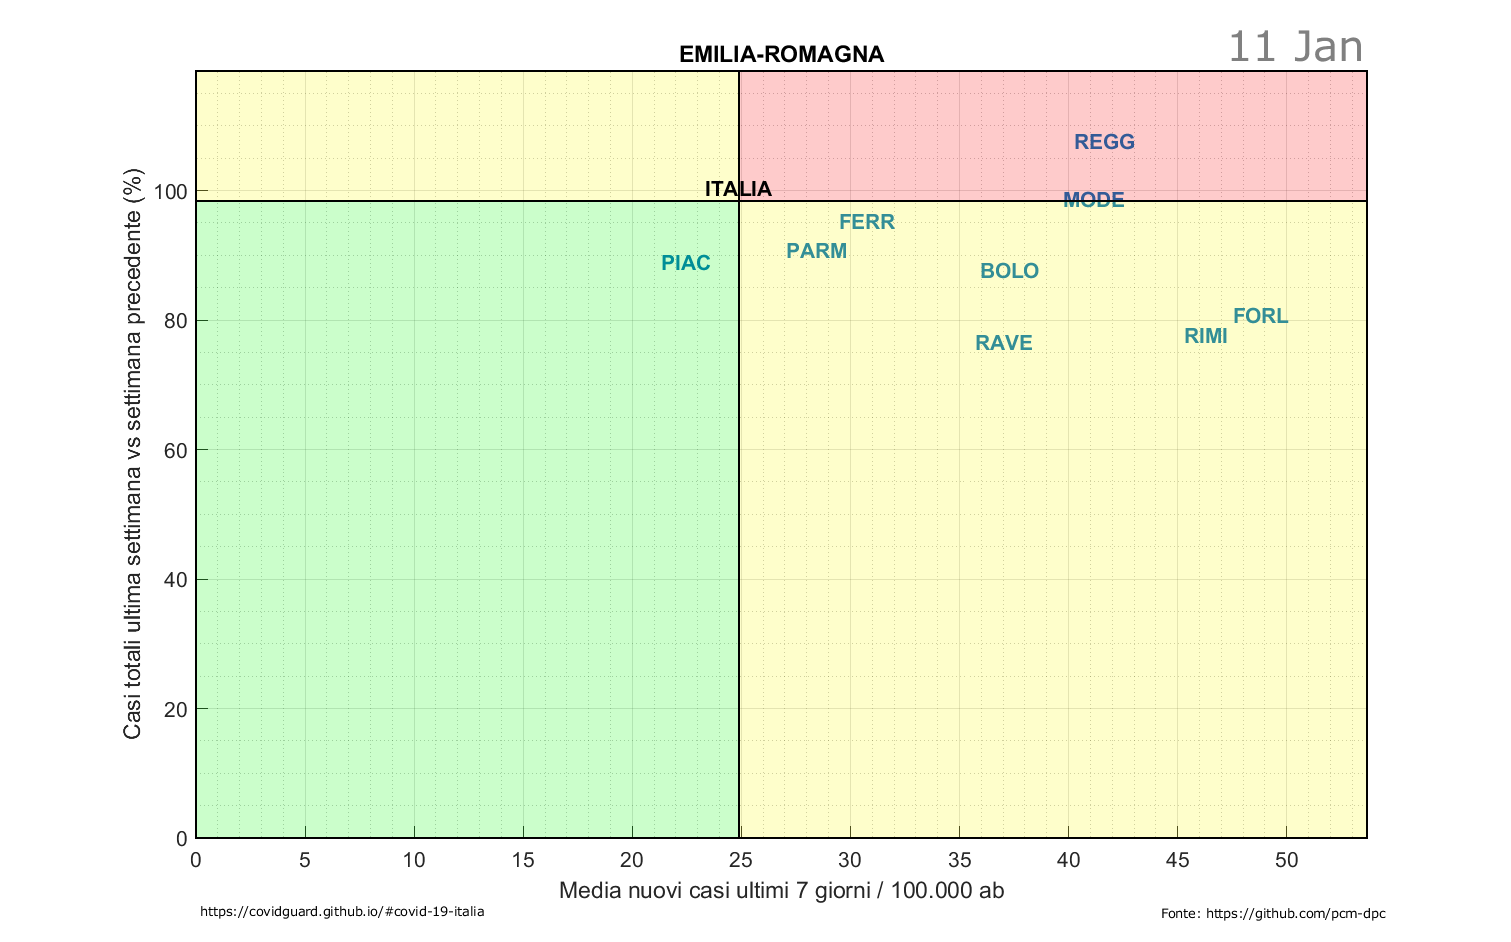 11 Jan
EMILIA-ROMAGNA
REGG
ITALIA
MODE
FERR
PARM
PIAC
BOLO
FORL
RIMI
RAVE
Casi totali ultima settimana vs settimana precedente (%)
100
80
60
40
20
0
0 5 10 15 20 25 30 35 40 45 50
Media nuovi casi ultimi 7 giorni / 100.000 ab
https://covidguard.github.io/#covid-19-italia
Fonte: https://github.com/pcm-dpc